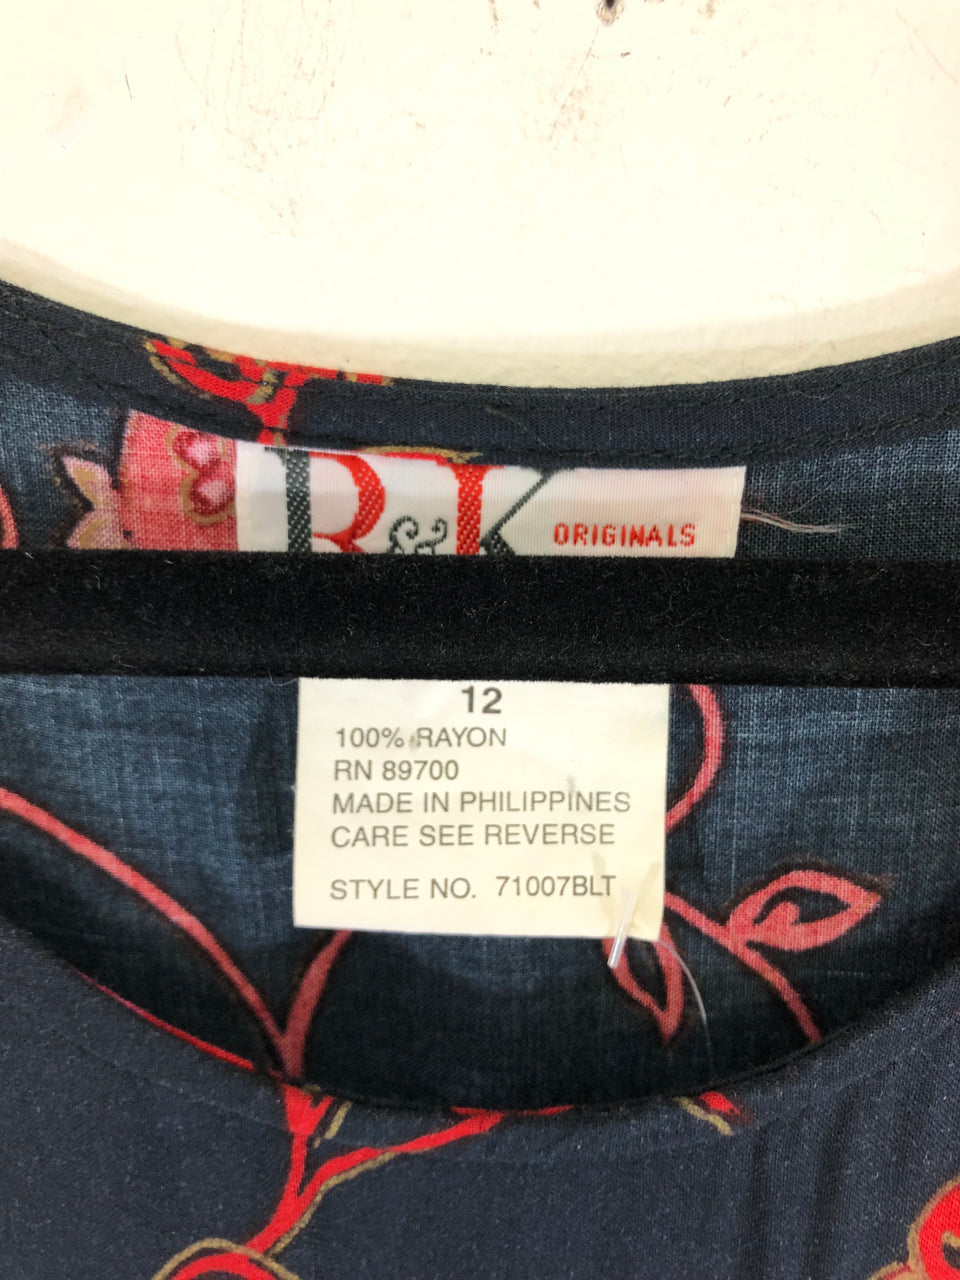 R&K
ORIGINALS
12
100% RAYON
RN 89700
MADE IN PHILIPPINES
CARE SEE REVERSE
STYLE NO. 71007BLT